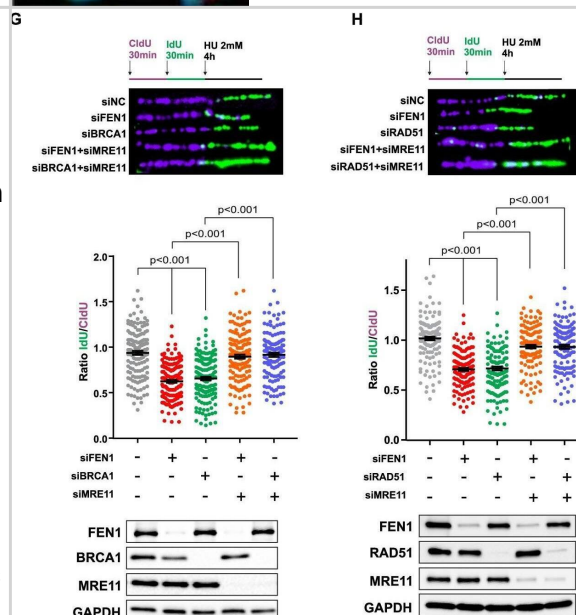 G
CldU IdU HU 2mM
30min 30min 4h
siNC
siFEN1
siBRCA1
siFEN1+siMRE11
siBRCA1+siMRE11
p<0.001
p<0.001
p<0.001
Ratio IdU/CldU
2.0
1.5
1.0
0.5
0.0
siFEN1 - + - + -
siBRCA1 - - + - +
siMRE11 - - - + +
FEN1
BRCA1
MRE11
GAPDH
H
CldU IdU HU 2mM
30min 30min 4h
siNC
siFEN1
siRAD51
siFEN1+siMRE11
siRAD51+siMRE11
p<0.001
p<0.001
p<0.001
Ratio IdU/CldU
1.5
1.0
0.5
0.0
siFEN1 - + - + -
siRAD51 - - + - +
siMRE11 - - - + +
FEN1
RAD51
MRE11
GAPDH